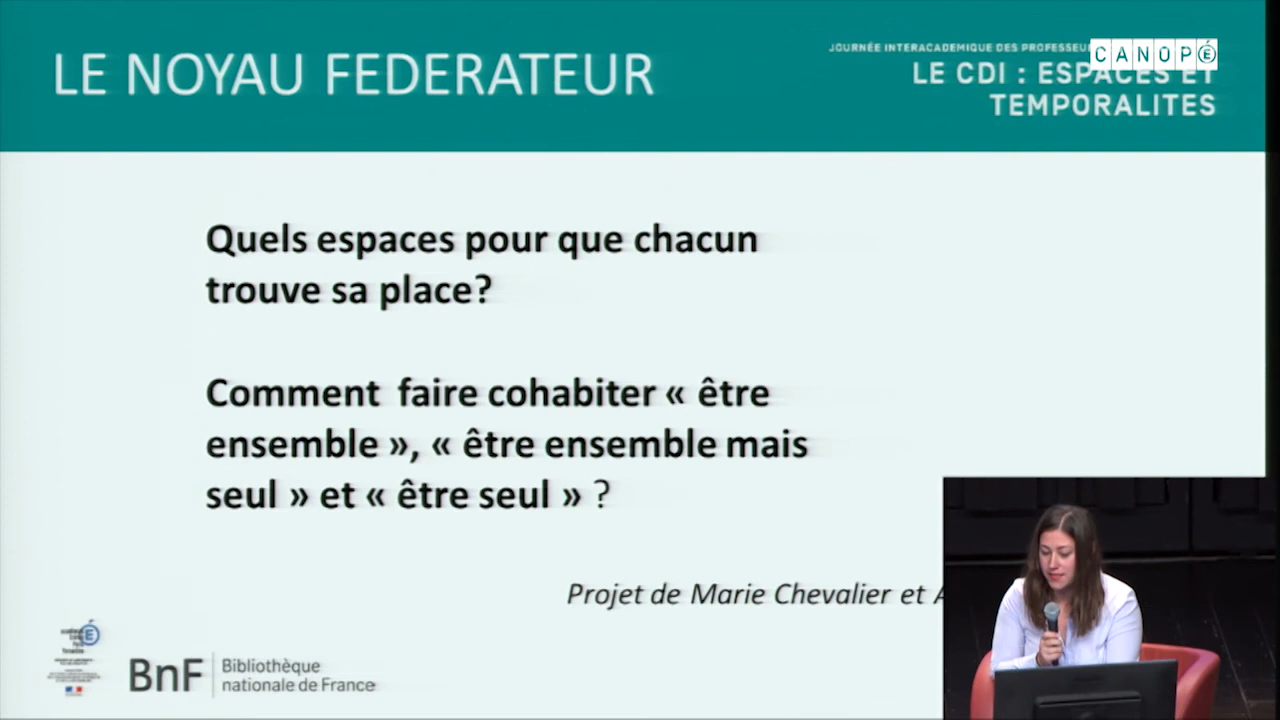 LE NOYAU FEDERATEUR
JOURNÉE INTERACADEMIQUE DES
CANOPÉ
LE CDI : ESPACES ET
TEMPORALITES
Quels espaces pour que chacun
trouve sa place?
Comment faire cohabiter « être
ensemble », « être ensemble mais
seul » et « être seul » ?
Projet de Marie Chevalier et
BnF
Bibliothèque
nationale de France